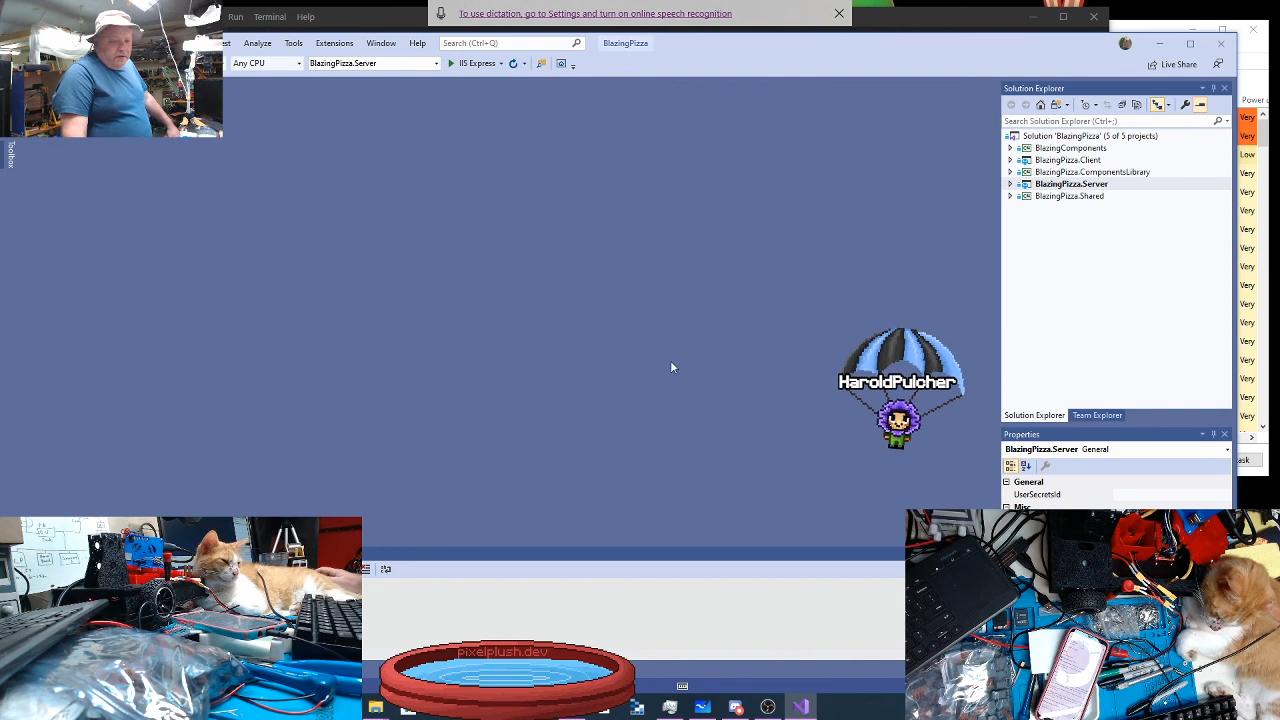 Run Terminal Help
To use dictation, go to Settings and turn on online speech recognition
est Analyze Tools Extensions Window Help Search (Ctrl+Q) BlazingPizza
Any CPU BlazingPizza.Server IIS Express Live Share
Toolbox
Solution Explorer
Search Solution Explorer (Ctrl+;)
Solution 'BlazingPizza' (5 of 5 projects)
BlazingComponents
BlazingPizza.Client
BlazingPizza.ComponentsLibrary
BlazingPizza.Server
BlazingPizza.Shared
Solution Explorer Team Explorer
Properties
BlazingPizza.Server General
General
UserSecretsId
Misc
Power u
Very
Very
Low
Very
Very
Very
Very
Very
Very
Very
Very
Very
Very
Very
Very
Very
Very
ask
HaroldPulcher
pixelplush.dev